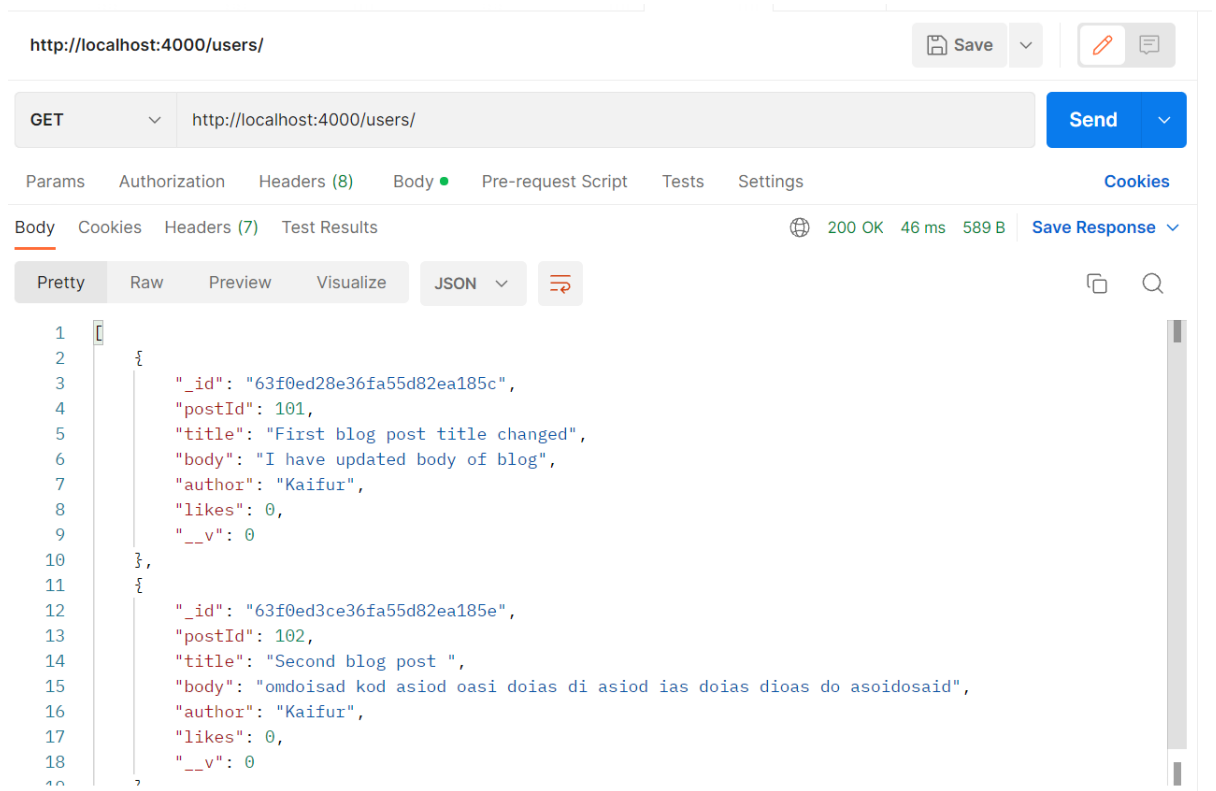 http://localhost:4000/users/ Save
GET http://localhost:4000/users/ Send
Params Authorization Headers (8) Body Pre-request Script Tests Settings Cookies
Body Cookies Headers (7) Test Results 200 OK 46 ms 589 B Save Response
Pretty Raw Preview Visualize JSON
1 [
2 {
3 "_id": "63f0ed28e36fa55d82ea185c",
4 "postId": 101,
5 "title": "First blog post title changed",
6 "body": "I have updated body of blog",
7 "author": "Kaifur",
8 "likes": 0,
9 "__v": 0
10 },
11 {
12 "_id": "63f0ed3ce36fa55d82ea185e",
13 "postId": 102,
14 "title": "Second blog post ",
15 "body": "omdoisad kod asiod oasi doias di asiod ias doias dioas do asoidosaid",
16 "author": "Kaifur",
17 "likes": 0,
18 "__v": 0